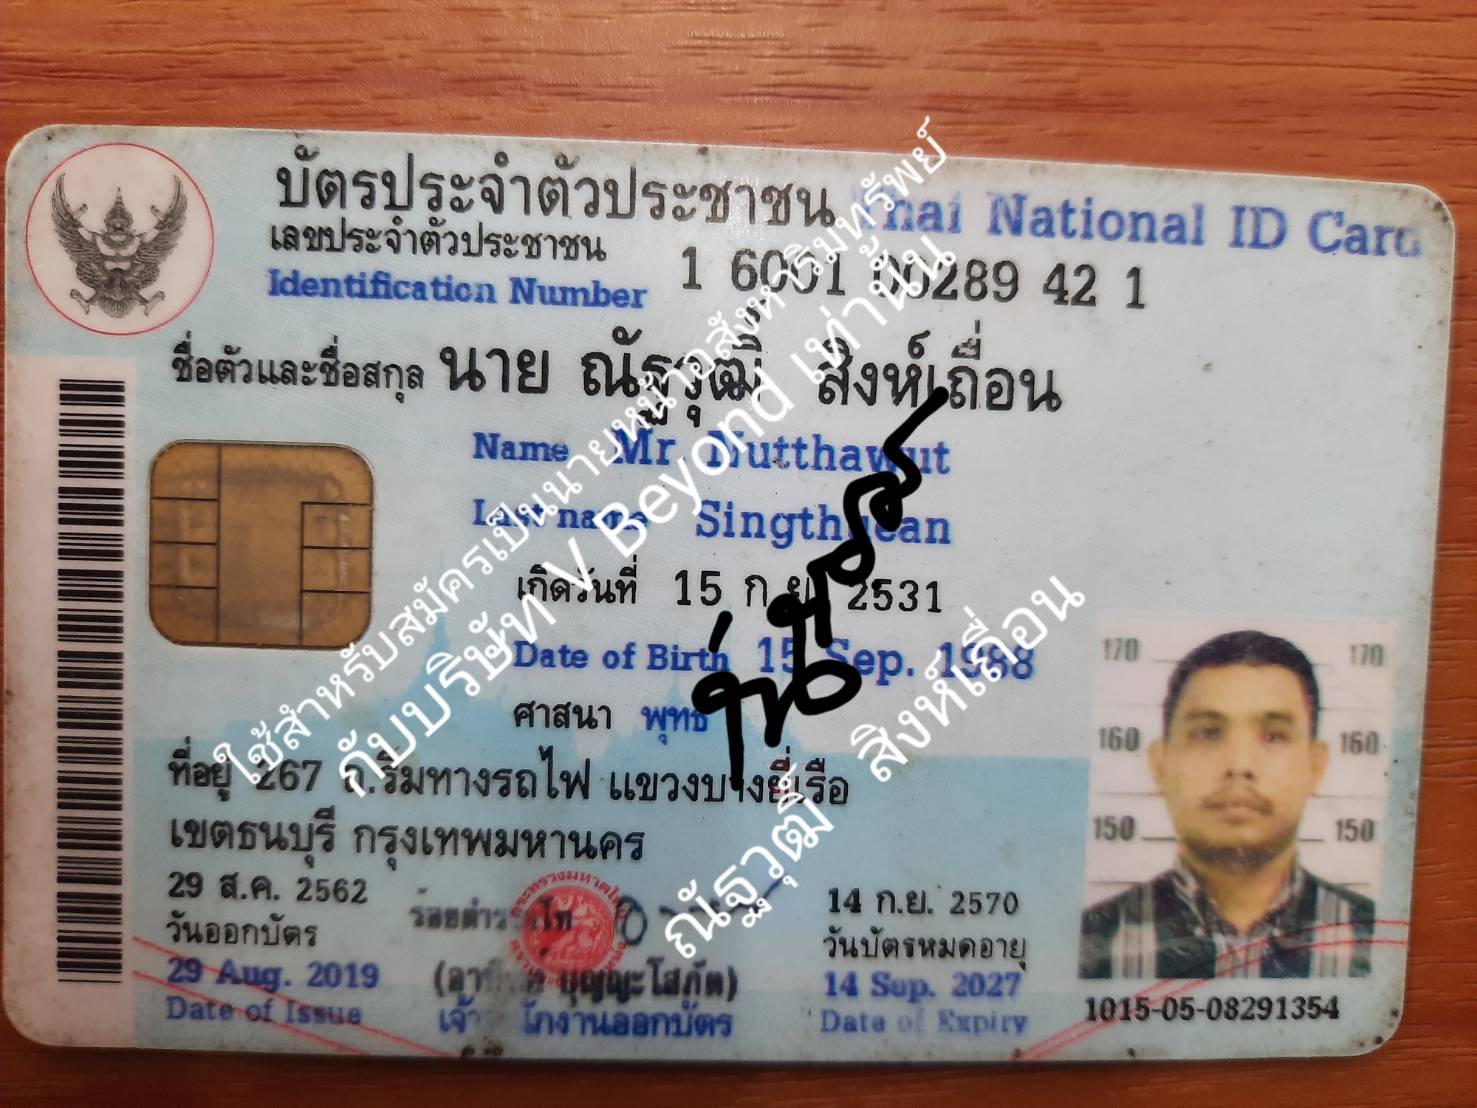 บัตรประจำตัวประชาชน Thai National ID Card
เลขประจำตัวประชาชน
Identification Number
1 6001 00289 42 1
ชื่อตัวและชื่อสกุล นาย ณัฐวุฒิ สิงห์เถื่อน
Name Mr. Nutthawut
Last name Singthuean
เกิดวันที่ 15 ก.ย. 2531
Date of Birth 15 Sep. 1988
ศาสนา พุทธ
ที่อยู่ 267 ถ.ริมทางรถไฟ แขวงบางยี่เรือ
เขตธนบุรี กรุงเทพมหานคร
29 ส.ค. 2562
วันออกบัตร
29 Aug. 2019
Date of Issue
ร้อยตำรวจโท
บุญญะโสภัต)
เจ้าพนักงานออกบัตร
14 ก.ย. 2570
วันบัตรหมดอายุ
14 Sep. 2027
Date of Expiry
170 170
160 160
150 150
1015-05-08291354
ใช้สำหรับสมัครเป็นนายหน้าอสังหาริมทรัพย์
กับบริษัท V Beyond เท่านั้น
ณัฐวุฒิ สิงห์เถื่อน